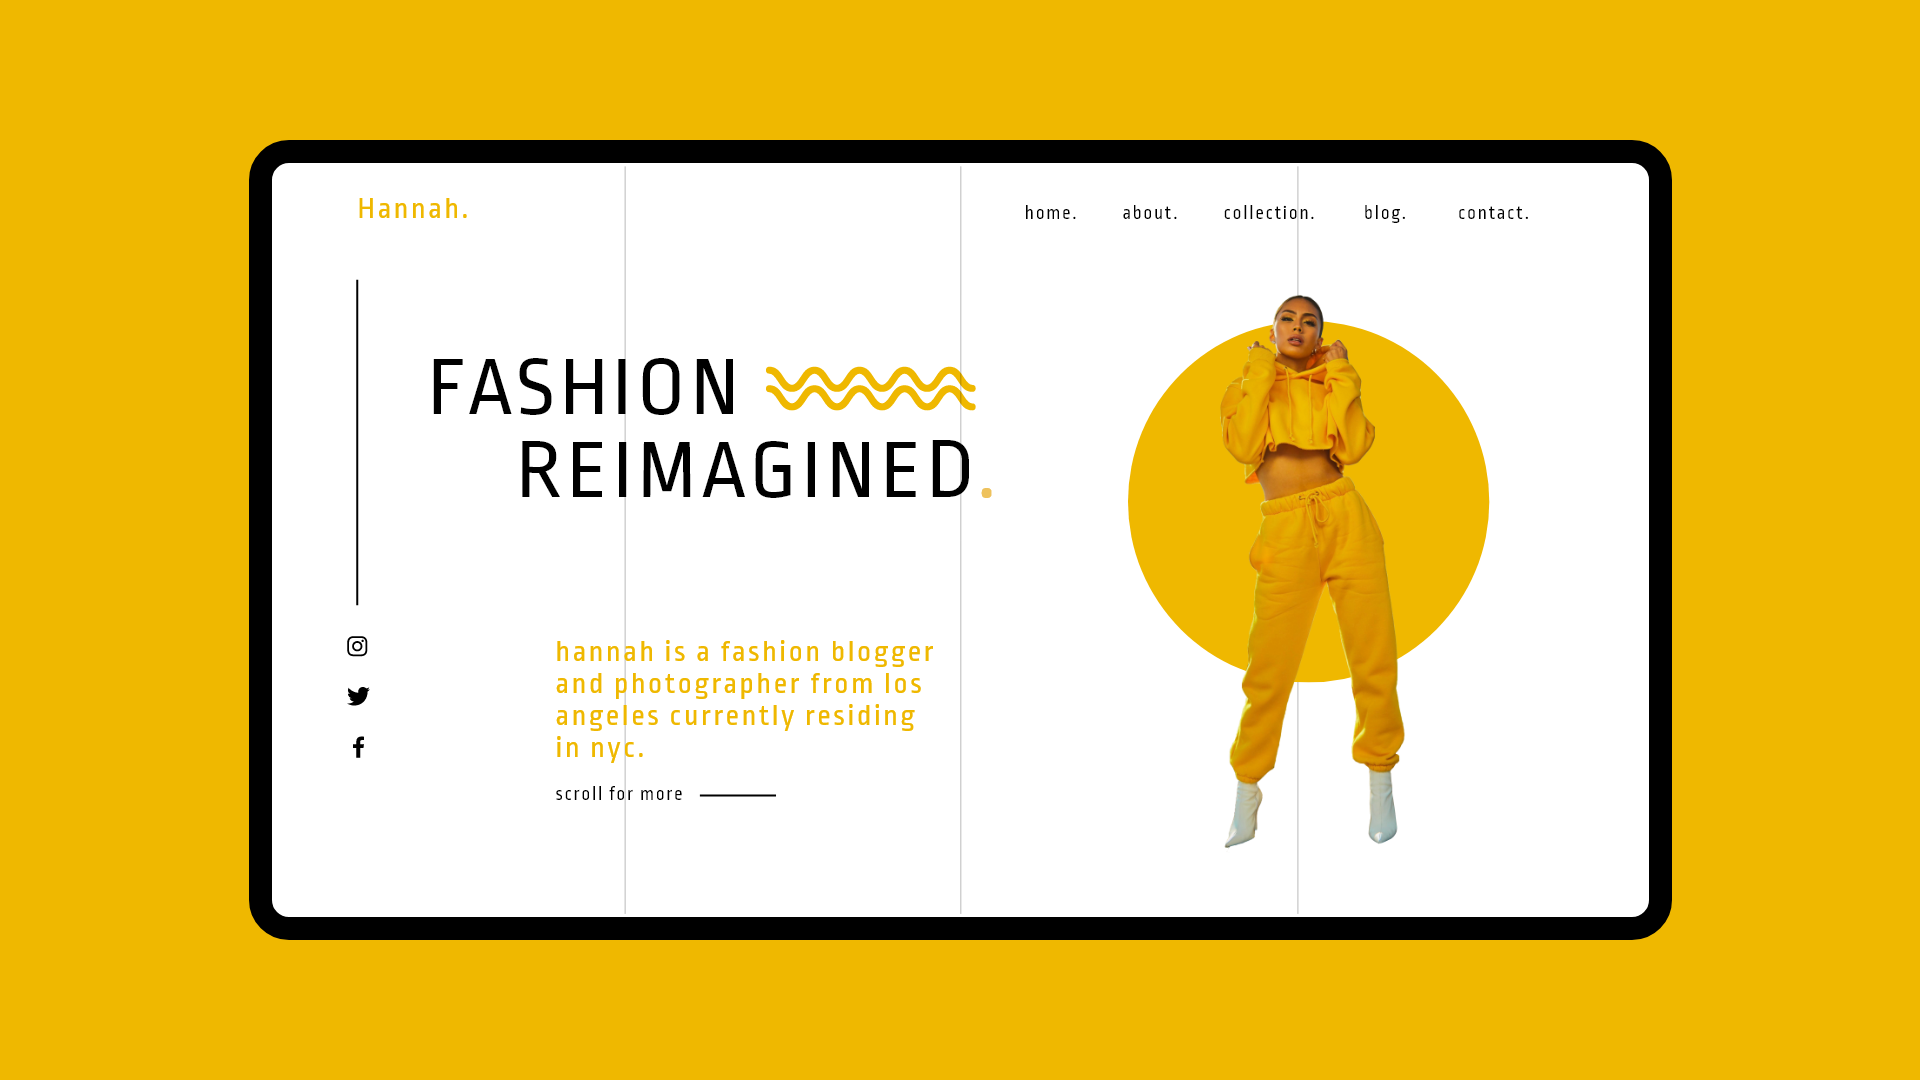 Hannah.
home. about. collection. blog. contact.
FASHION
REIMAGINED.
hannah is a fashion blogger
and photographer from los
angeles currently residing
in nyc.
scroll for more